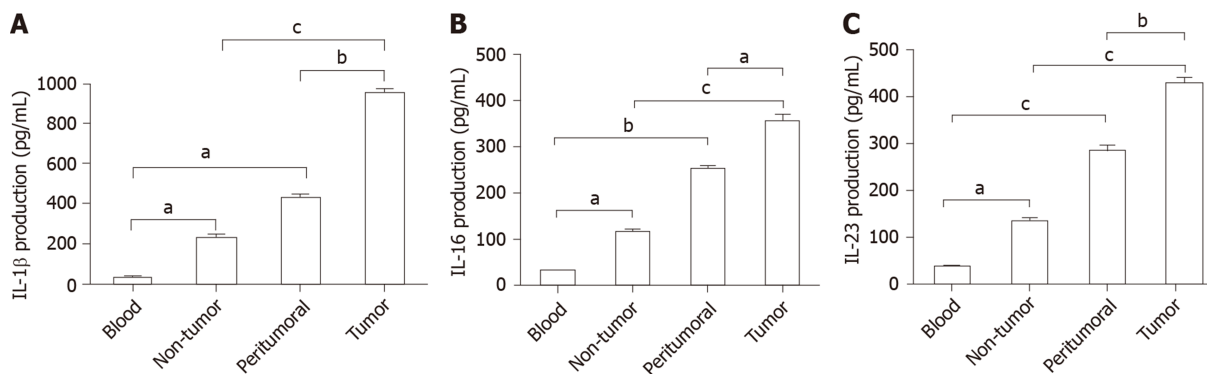 A
IL-1β production (pg/mL)
1000
800
600
400
200
0
c
b
a
a
Blood
Non-tumor
Peritumoral
Tumor
B
IL-16 production (pg/mL)
500
400
300
200
100
0
a
c
b
a
Blood
Non-tumor
Peritumoral
Tumor
C
IL-23 production (pg/mL)
500
400
300
200
100
0
b
c
c
a
Blood
Non-tumor
Peritumoral
Tumor